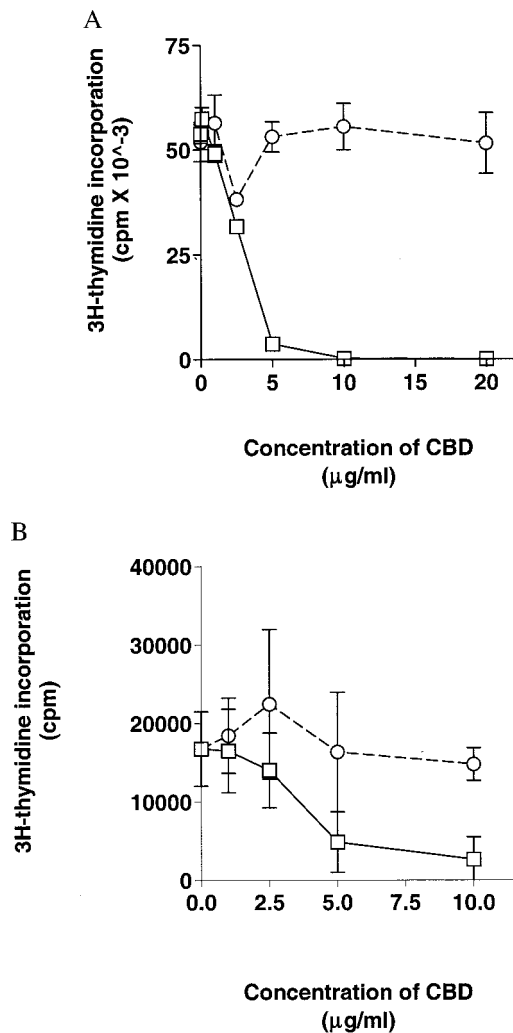 A
3H-thymidine incorporation
(cpm X 10^-3)
75
50
25
0
0
5
10
15
20
Concentration of CBD
(μg/ml)
B
3H-thymidine incorporation
(cpm)
40000
30000
20000
10000
0
0.0
2.5
5.0
7.5
10.0
Concentration of CBD
(μg/ml)